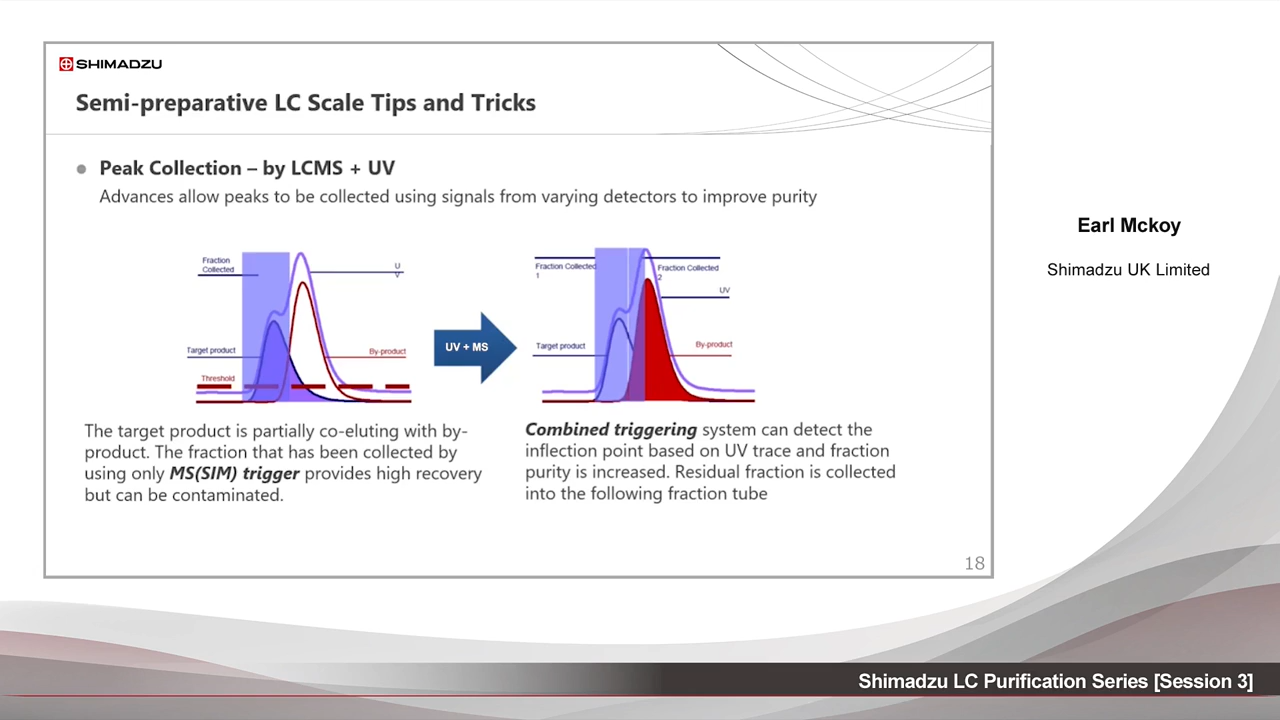 SHIMADZU
Semi-preparative LC Scale Tips and Tricks
Peak Collection – by LCMS + UV
Advances allow peaks to be collected using signals from varying detectors to improve purity
Fraction
Collected
U
V
Target product
By-product
Threshold
UV + MS
Fraction Collected
1
Fraction Collected
2
UV
Target product
By-product
The target product is partially co-eluting with by-
product. The fraction that has been collected by
using only MS(SIM) trigger provides high recovery
but can be contaminated.
Combined triggering system can detect the
inflection point based on UV trace and fraction
purity is increased. Residual fraction is collected
into the following fraction tube
18
Earl Mckoy
Shimadzu UK Limited
Shimadzu LC Purification Series [Session 3]